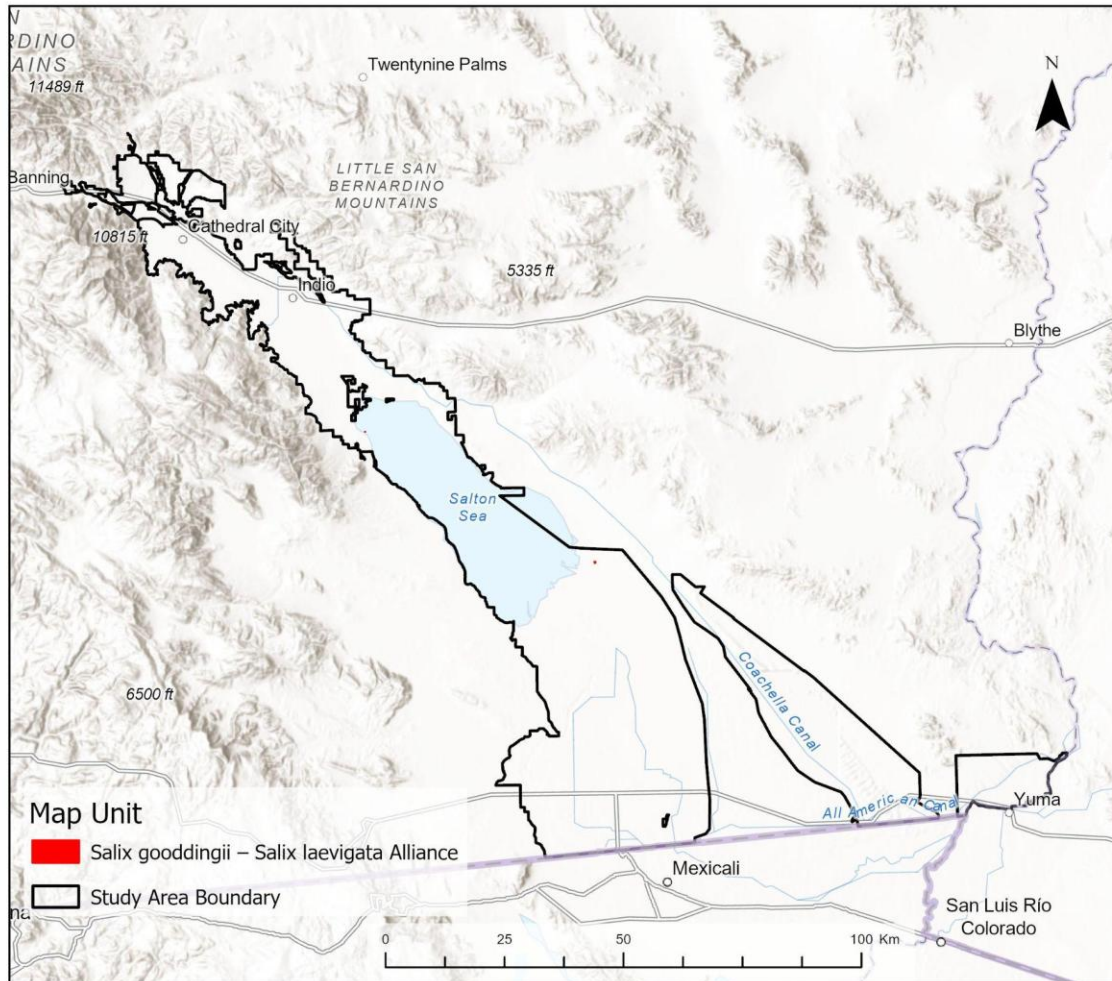 N
RDINO
AINS
11489 ft
Twentynine Palms
N
LITTLE SAN
BERNARDINO
MOUNTAINS
Banning
Cathedral City
10815 ft
5335 ft
Indio
Blythe
Salton
Sea
6500 ft
Coachella Canal
All American Canal
Yuma
Map Unit
Salix gooddingii – Salix laevigata Alliance
Study Area Boundary
Mexicali
San Luis Río
Colorado
na
0 25 50 100 Km